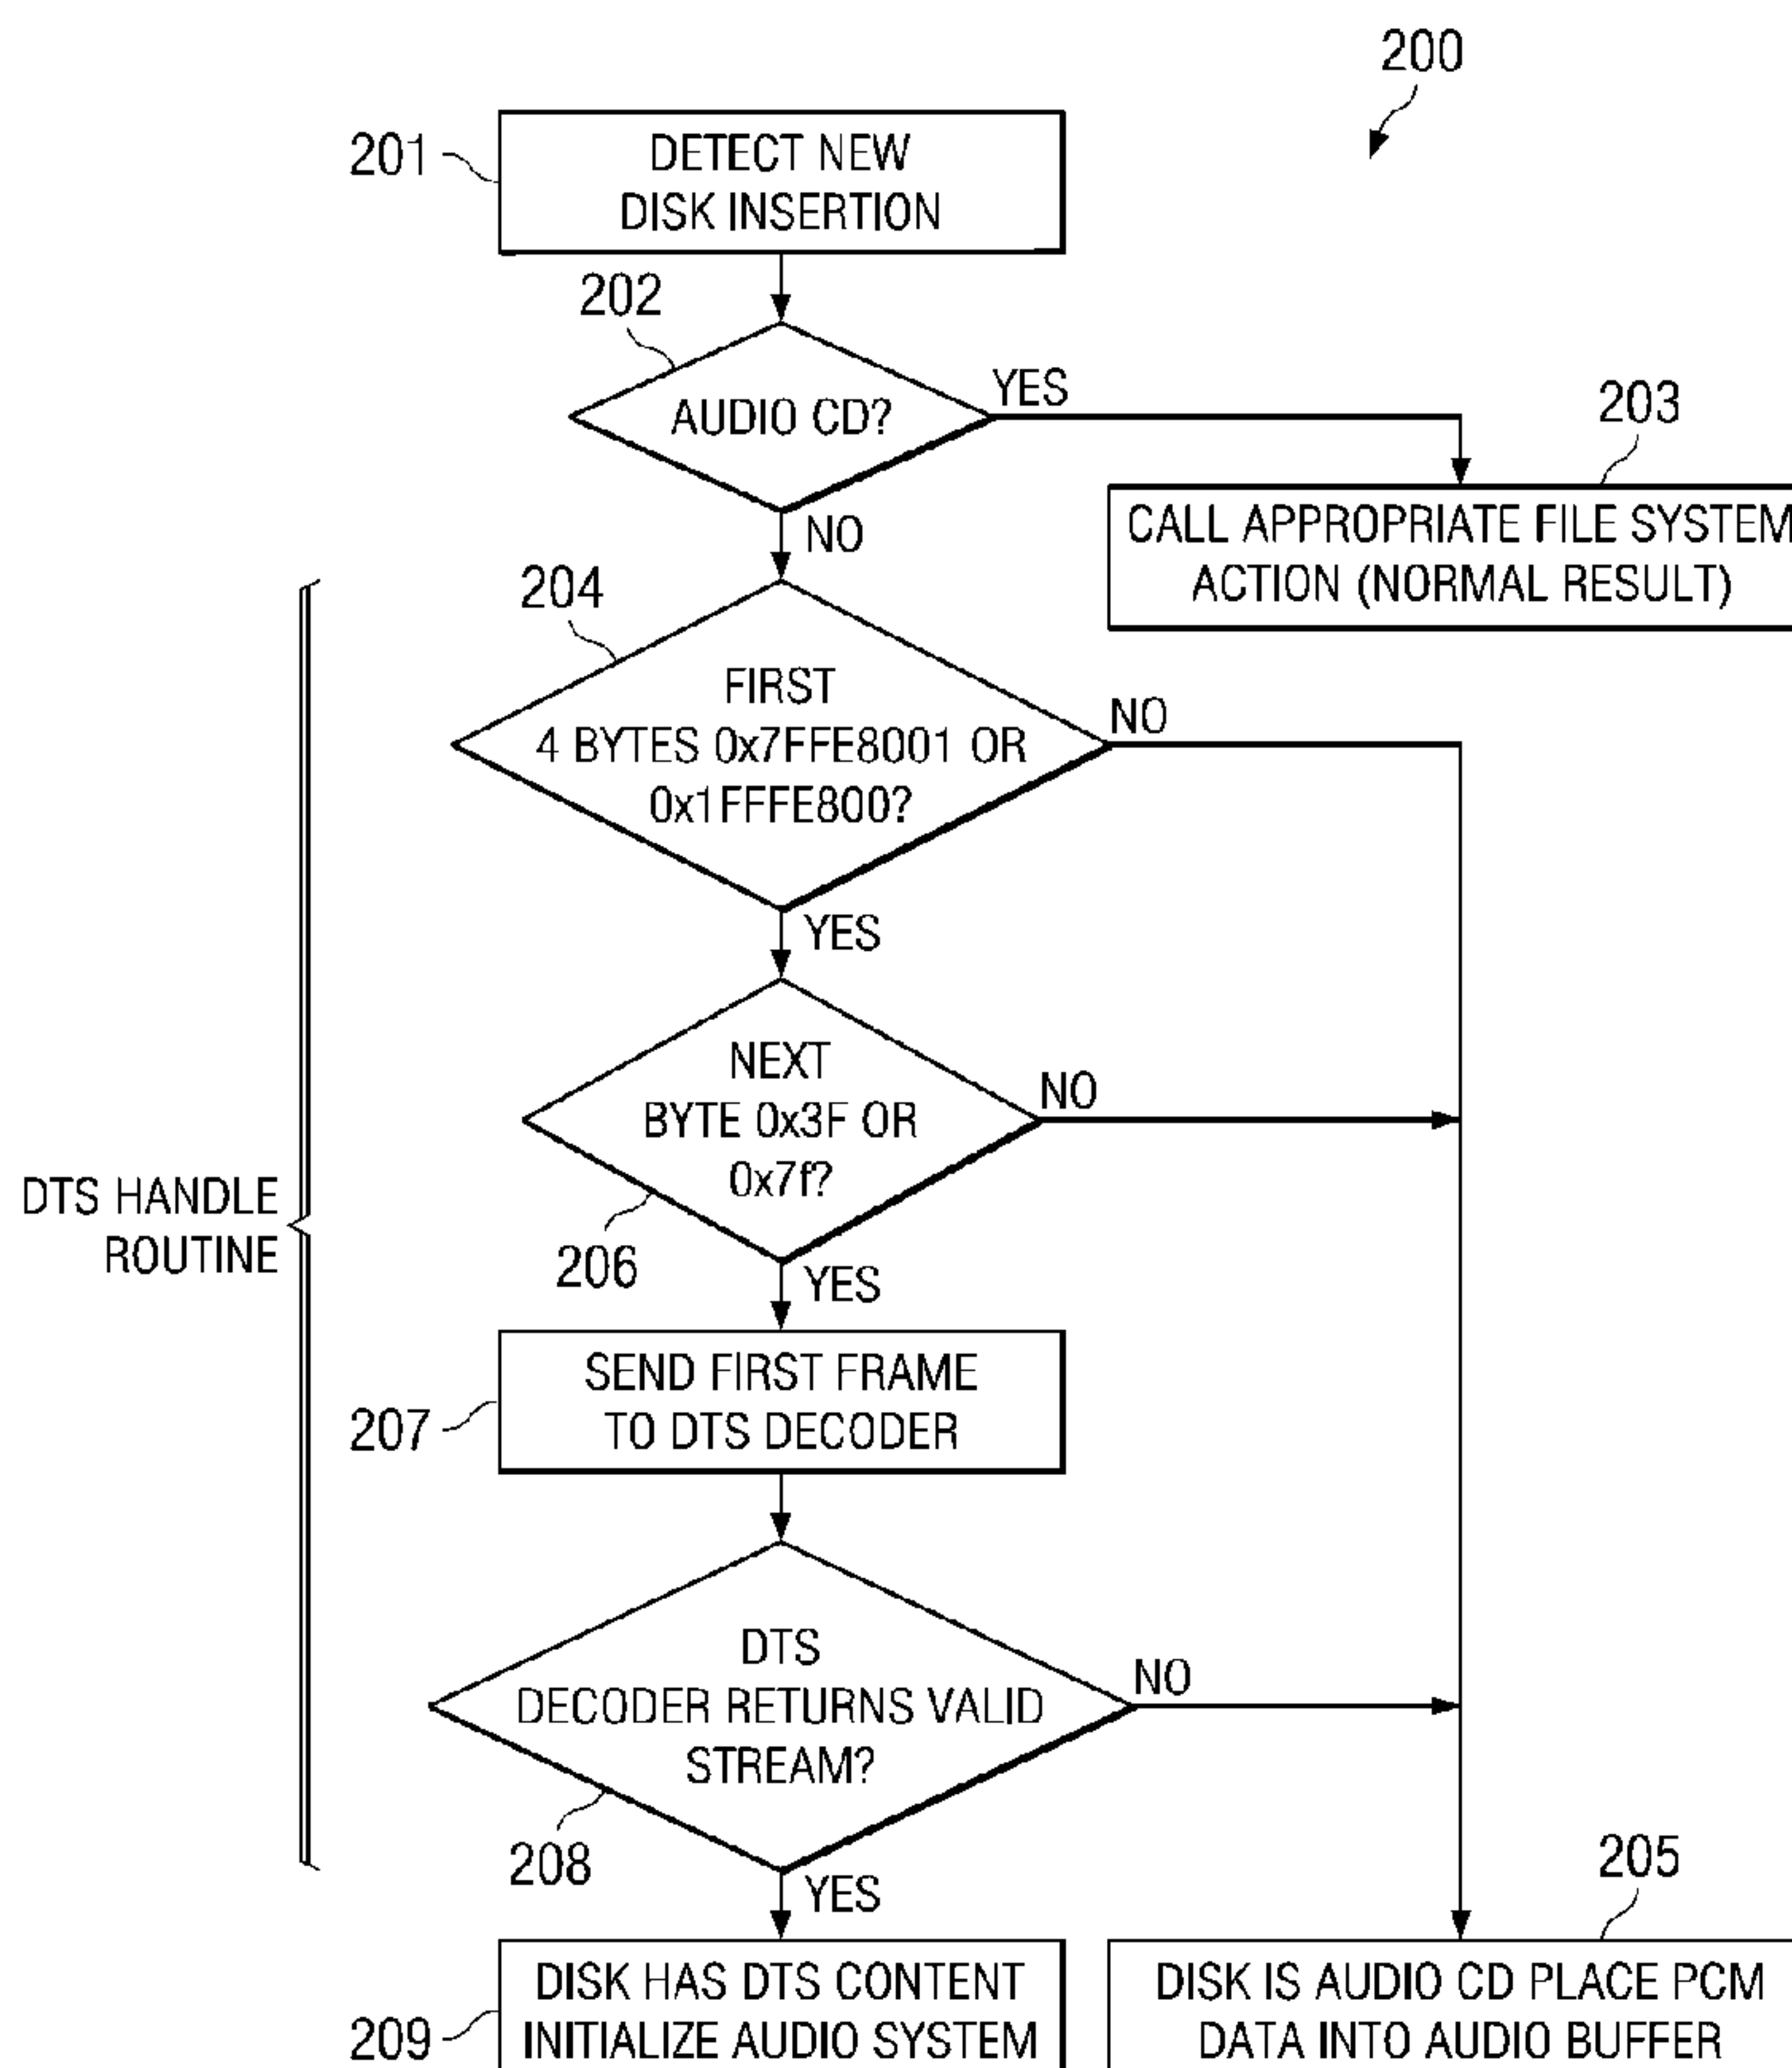 200
201
DETECT NEW
DISK INSERTION
202
AUDIO CD?
YES
203
CALL APPROPRIATE FILE SYSTEM
ACTION (NORMAL RESULT)
NO
204
FIRST
4 BYTES 0x7FFE8001 OR
0x1FFFE800?
NO
YES
NEXT
BYTE 0x3F OR
0x7f?
NO
206
YES
DTS HANDLE
ROUTINE
SEND FIRST FRAME
TO DTS DECODER
207
DTS
DECODER RETURNS VALID
STREAM?
NO
208
YES
205
DISK HAS DTS CONTENT
INITIALIZE AUDIO SYSTEM
209
DISK IS AUDIO CD PLACE PCM
DATA INTO AUDIO BUFFER